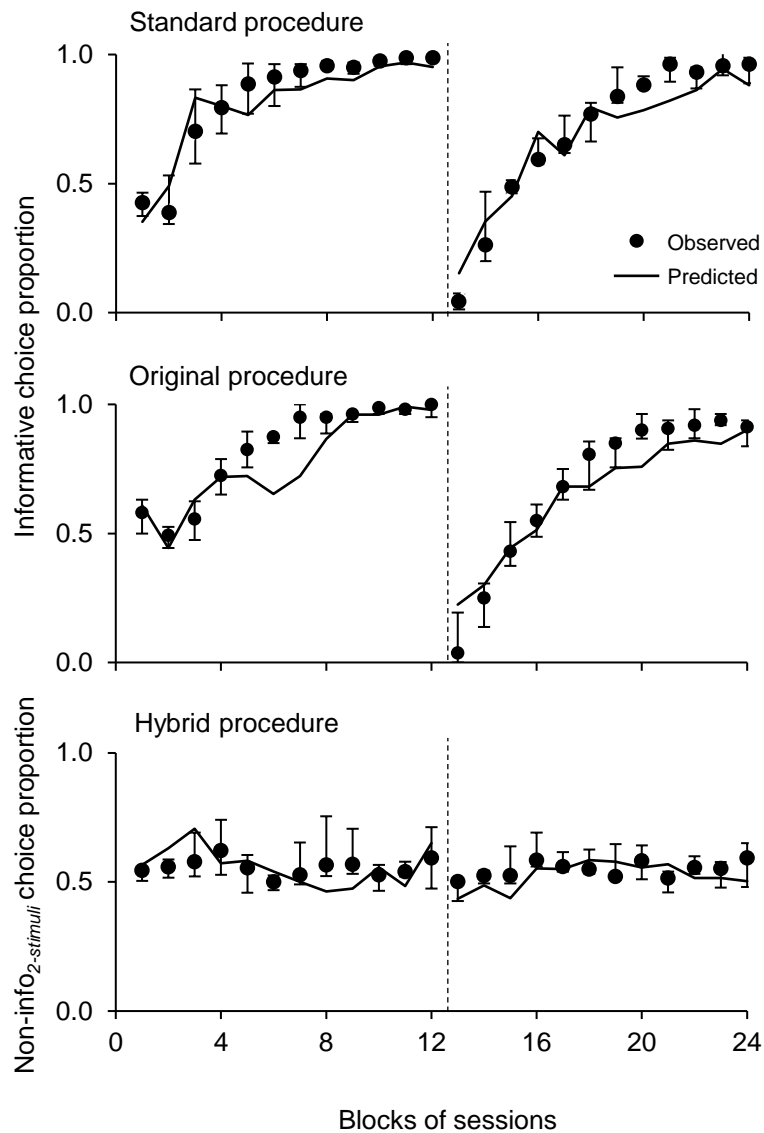 Standard procedure
1.0
0.5
0.0
Observed
Predicted
Informative choice proportion
Original procedure
1.0
0.5
0.0
Hybrid procedure
1.0
0.5
0.0
Non-info2-stimuli choice proportion
0 4 8 12 16 20 24
Blocks of sessions